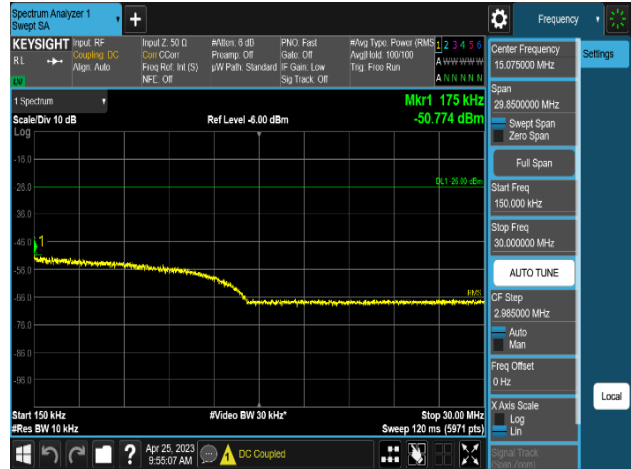 Spectrum Analyzer 1
Swept SA
Frequency
KEYSIGHT
RL
Input: RF
Coupling: DC
Align: Auto
Input Z: 50 Ω
Corr CCorr
Freq Ref: Int (S)
NFE: Off
#Atten: 6 dB
Preamp: Off
µW Path: Standard
PNO: Fast
Gate: Off
IF Gain: Low
Sig Track: Off
#Avg Type: Power (RMS
Avg|Hold: 100/100
Trig: Free Run
1 2 3 4 5 6
A W W W W W
A N N N N N
LXI
1 Spectrum
Scale/Div 10 dB
Ref Level -6.00 dBm
Mkr1 175 kHz
-50.774 dBm
Log
-16.0
-26.0
-36.0
-46.0
-56.0
-66.0
-76.0
-86.0
-96.0
1
DL1 -26.00 dBm
RMS
Start 150 kHz
#Res BW 10 kHz
#Video BW 30 kHz*
Stop 30.00 MHz
Sweep 120 ms (5971 pts)
Center Frequency
15.075000 MHz
Span
29.8500000 MHz
Swept Span
Zero Span
Full Span
Start Freq
150.000 kHz
Stop Freq
30.000000 MHz
AUTO TUNE
CF Step
2.985000 MHz
Auto
Man
Freq Offset
0 Hz
X Axis Scale
Log
Lin
Signal Track
(Span Zoom)
Settings
Local
?
Apr 25, 2023
9:55:07 AM
DC Coupled